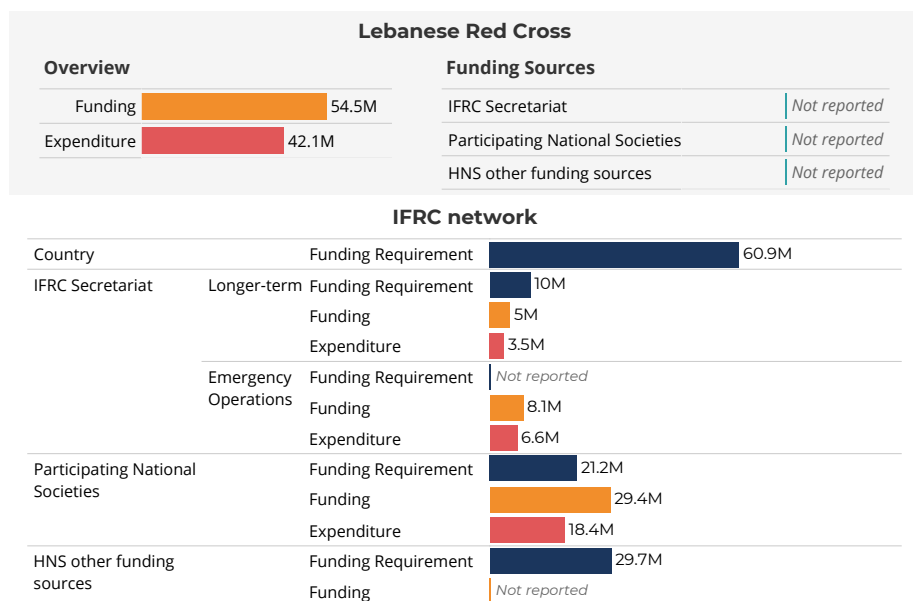 Lebanese Red Cross
Overview
Funding 54.5M
Expenditure 42.1M
Funding Sources
IFRC Secretariat Not reported
Participating National Societies Not reported
HNS other funding sources Not reported
IFRC network
Country Funding Requirement 60.9M
IFRC Secretariat Longer-term Funding Requirement 10M
Funding 5M
Expenditure 3.5M
Emergency Operations Funding Requirement Not reported
Funding 8.1M
Expenditure 6.6M
Participating National Societies Funding Requirement 21.2M
Funding 29.4M
Expenditure 18.4M
HNS other funding sources Funding Requirement 29.7M
Funding Not reported